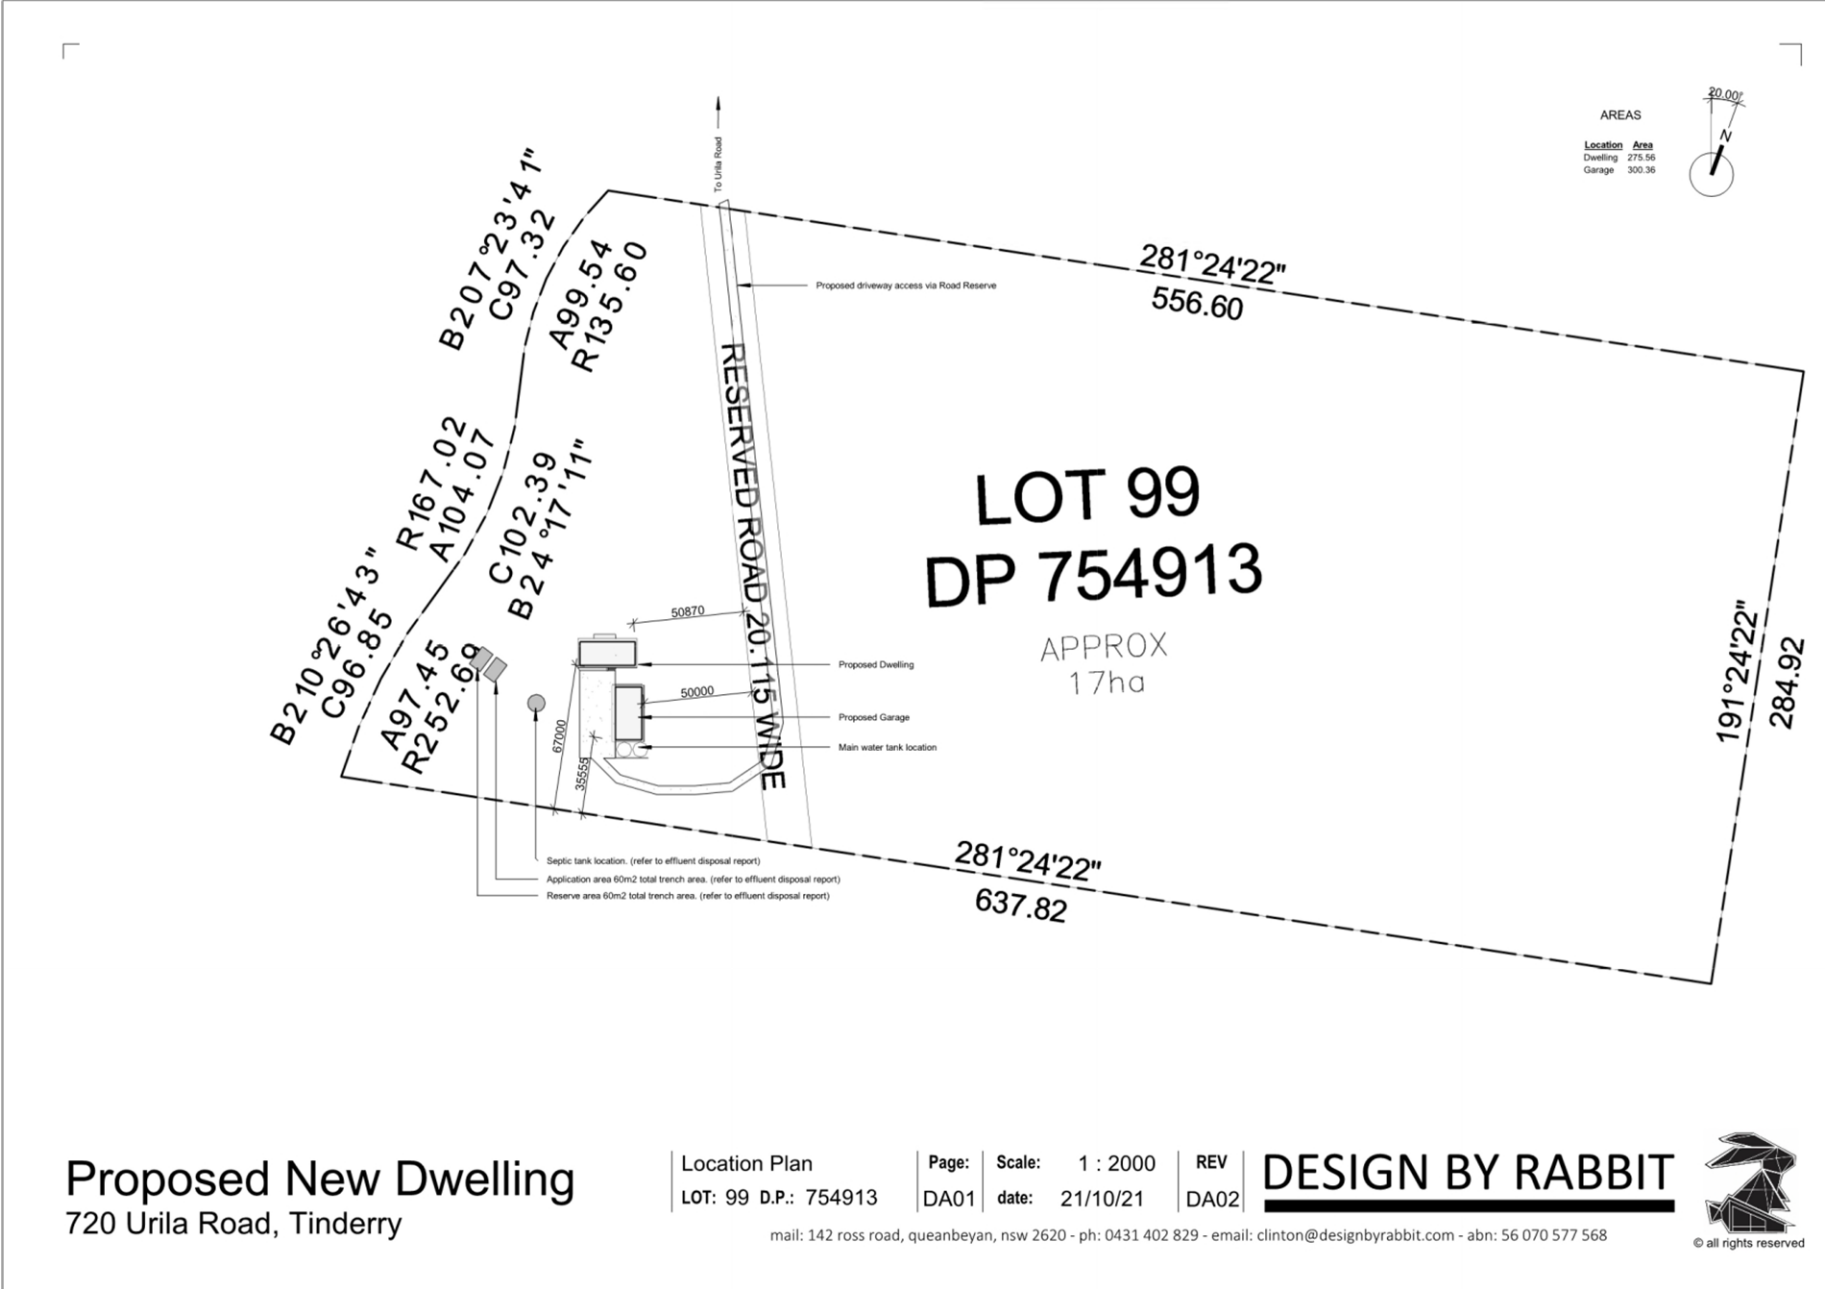 AREAS
Location Area
Dwelling 275.56
Garage 300.36
20.00°
N
To Urila Road
B207°23'41"
C97.32
A99.54
R135.60
281°24'22"
556.60
Proposed driveway access via Road Reserve
RESERVED ROAD 20.115 WIDE
R167.02
A104.07
C102.39
B24°17'11"
LOT 99
DP 754913
APPROX
17ha
B210°26'43"
C96.85
A97.45
R252.69
50870
Proposed Dwelling
50000
Proposed Garage
67000
35555
Main water tank location
191°24'22"
284.92
281°24'22"
637.82
Septic tank location. (refer to effluent disposal report)
Application area 60m2 total trench area. (refer to effluent disposal report)
Reserve area 60m2 total trench area. (refer to effluent disposal report)
Proposed New Dwelling
720 Urila Road, Tinderry
Location Plan
LOT: 99 D.P.: 754913
Page:
DA01
Scale: 1 : 2000
date: 21/10/21
REV
DA02
DESIGN BY RABBIT
mail: 142 ross road, queanbeyan, nsw 2620 - ph: 0431 402 829 - email: clinton@designbyrabbit.com - abn: 56 070 577 568
© all rights reserved